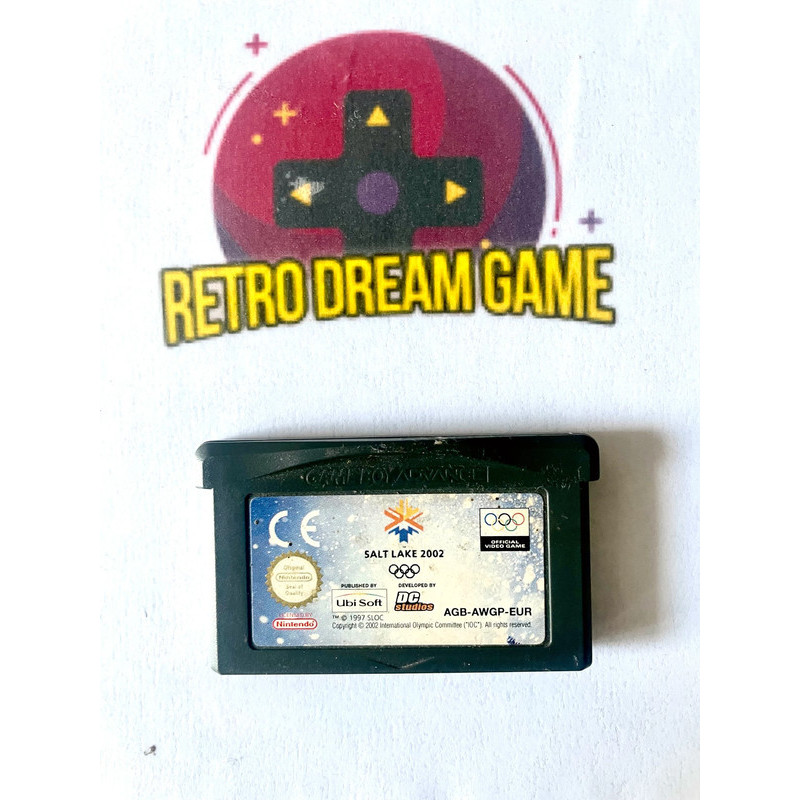 RETRO DREAM GAME
GAME BOY ADVANCE
CE
SALT LAKE 2002
OFFICIAL
VIDEO GAME
Original
Nintendo
Seal of
Quality
PUBLISHED BY
DEVELOPED BY
Ubi Soft
DC
studios
AGB-AWGP-EUR
LICENSED BY
Nintendo
™ © 1997 SLOC
Copyright © 2002 International Olympic Committee ("IOC"). All rights reserved.